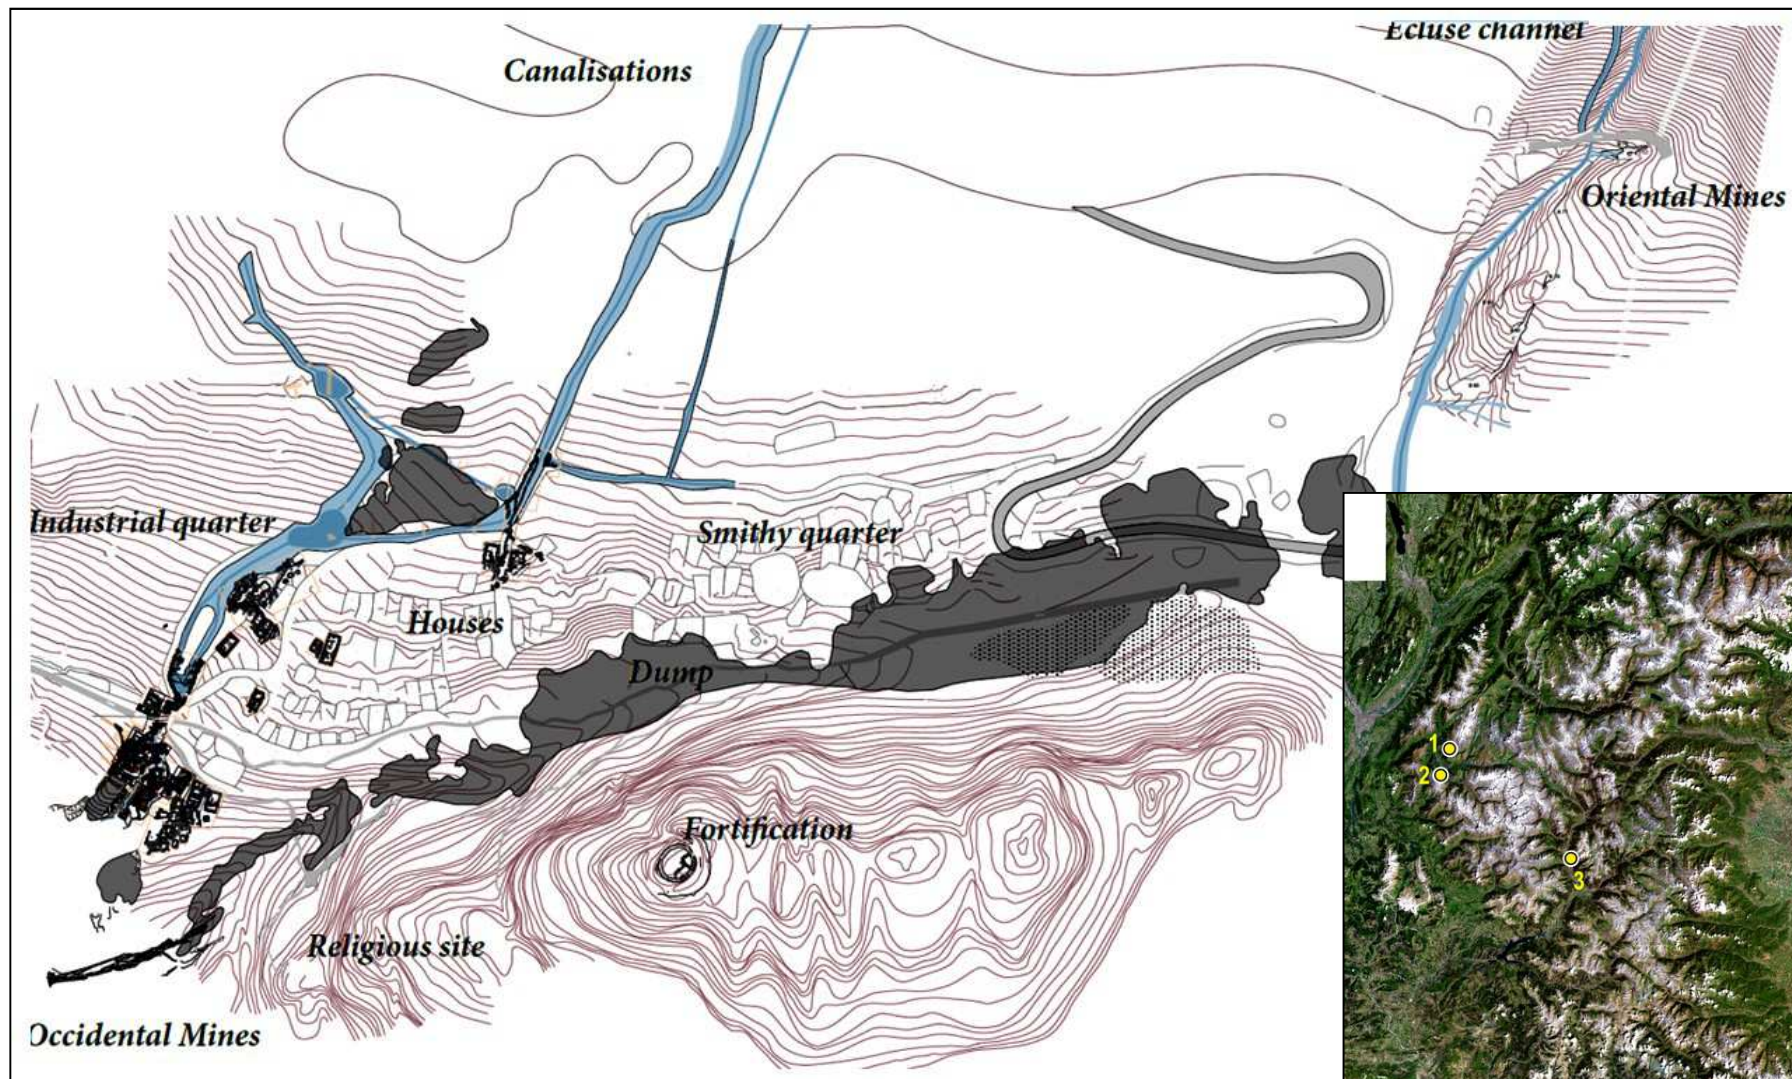 Ecluse channel
Canalisations
Oriental Mines
Industrial quarter
Smithy quarter
Houses
Dump
1
2
Fortification
3
Religious site
Occidental Mines